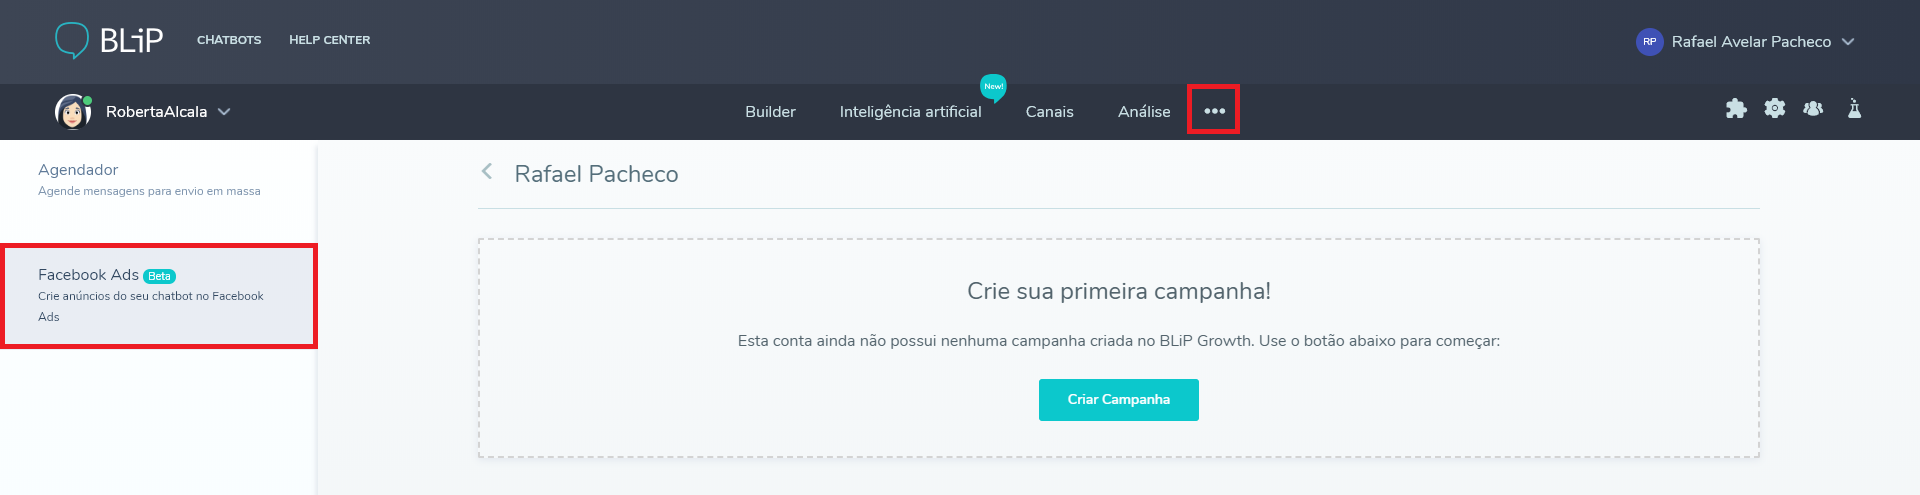 BLiP
CHATBOTS
HELP CENTER
RP
Rafael Avelar Pacheco
RobertaAlcala
Builder
Inteligência artificial
New!
Canais
Análise
Agendador
Agende mensagens para envio em massa
Facebook Ads Beta
Crie anúncios do seu chatbot no Facebook
Ads
Rafael Pacheco
Crie sua primeira campanha!
Esta conta ainda não possui nenhuma campanha criada no BLiP Growth. Use o botão abaixo para começar:
Criar Campanha